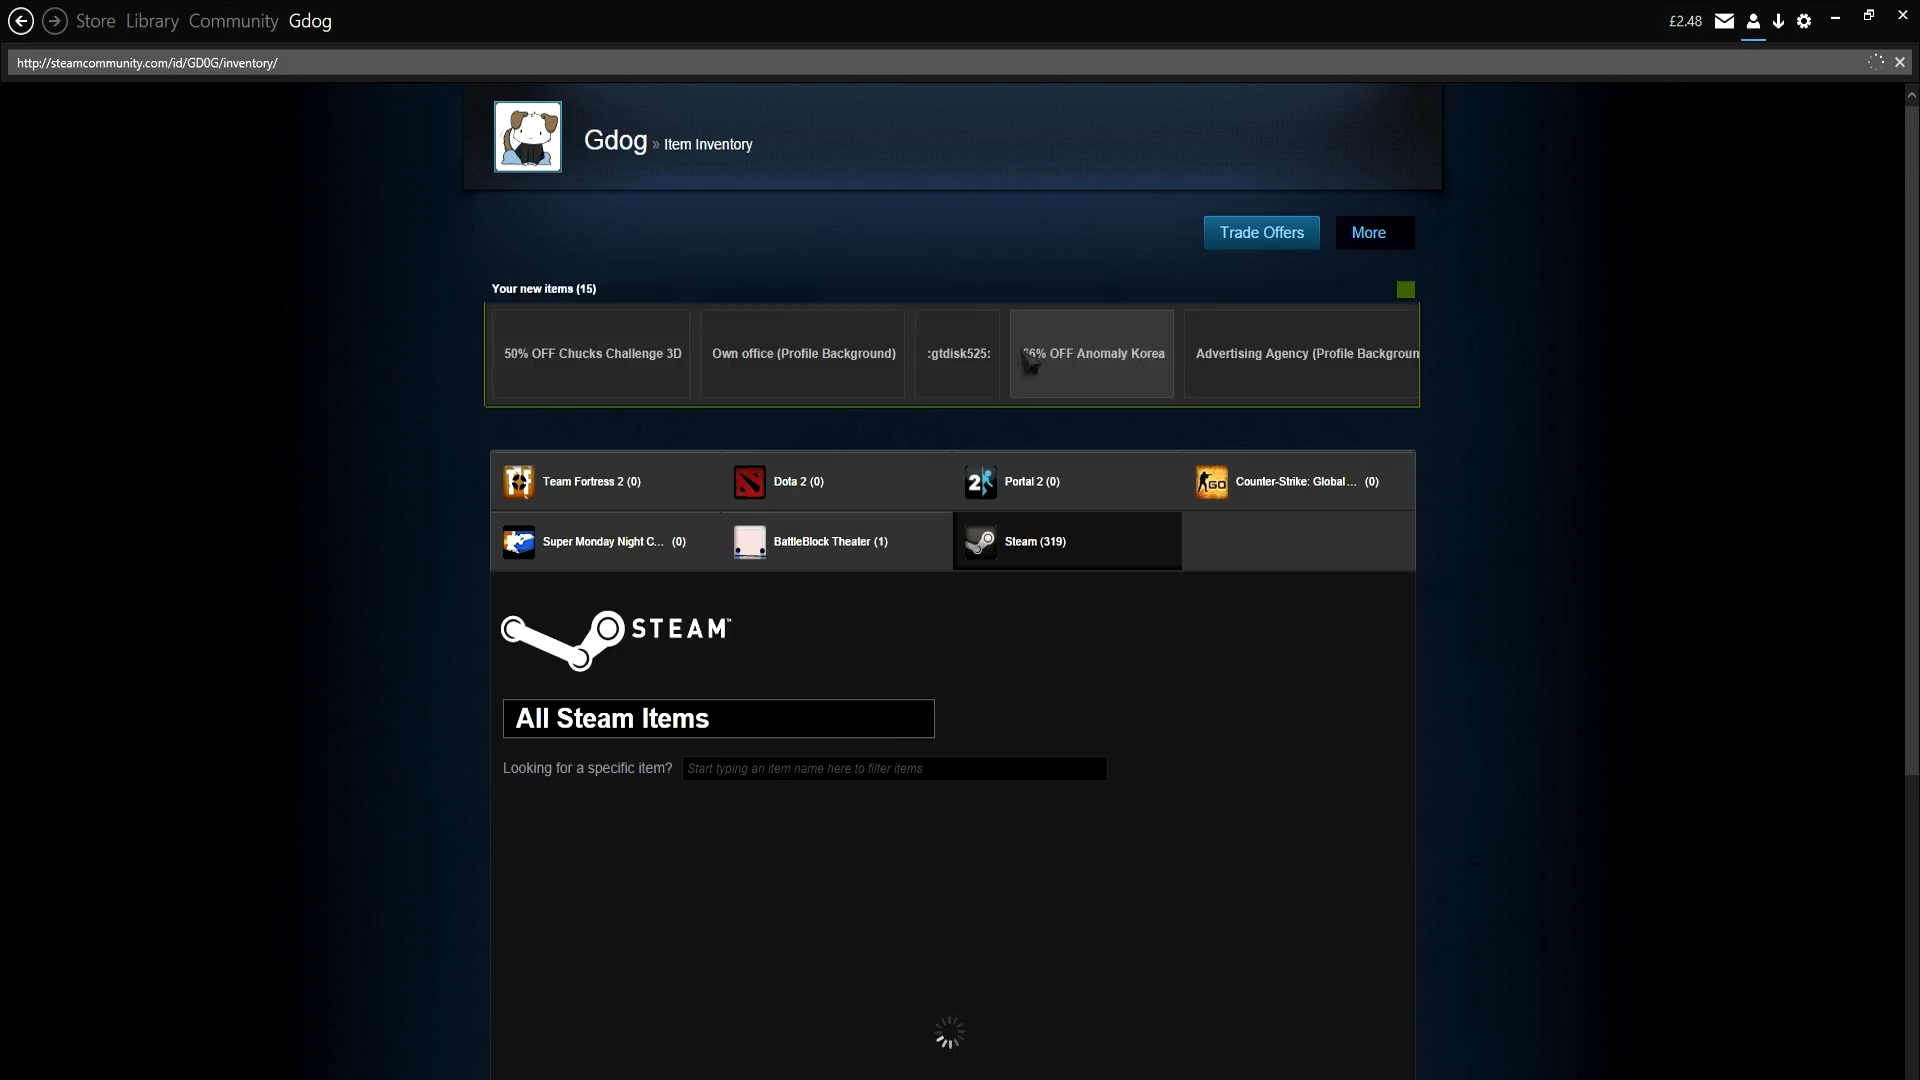 Store Library Community Gdog £2.48
http://steamcommunity.com/id/GD0G/inventory/
Gdog » Item Inventory
Trade Offers More
Your new items (15)
50% OFF Chucks Challenge 3D Own office (Profile Background) :gtdisk525: 6% OFF Anomaly Korea Advertising Agency (Profile Backgroun
Team Fortress 2 (0) Dota 2 (0) 2 Portal 2 (0) GO Counter-Strike: Global... (0)
Super Monday Night C... (0) BattleBlock Theater (1) Steam (319)
STEAM™
All Steam Items
Looking for a specific item? Start typing an item name here to filter items